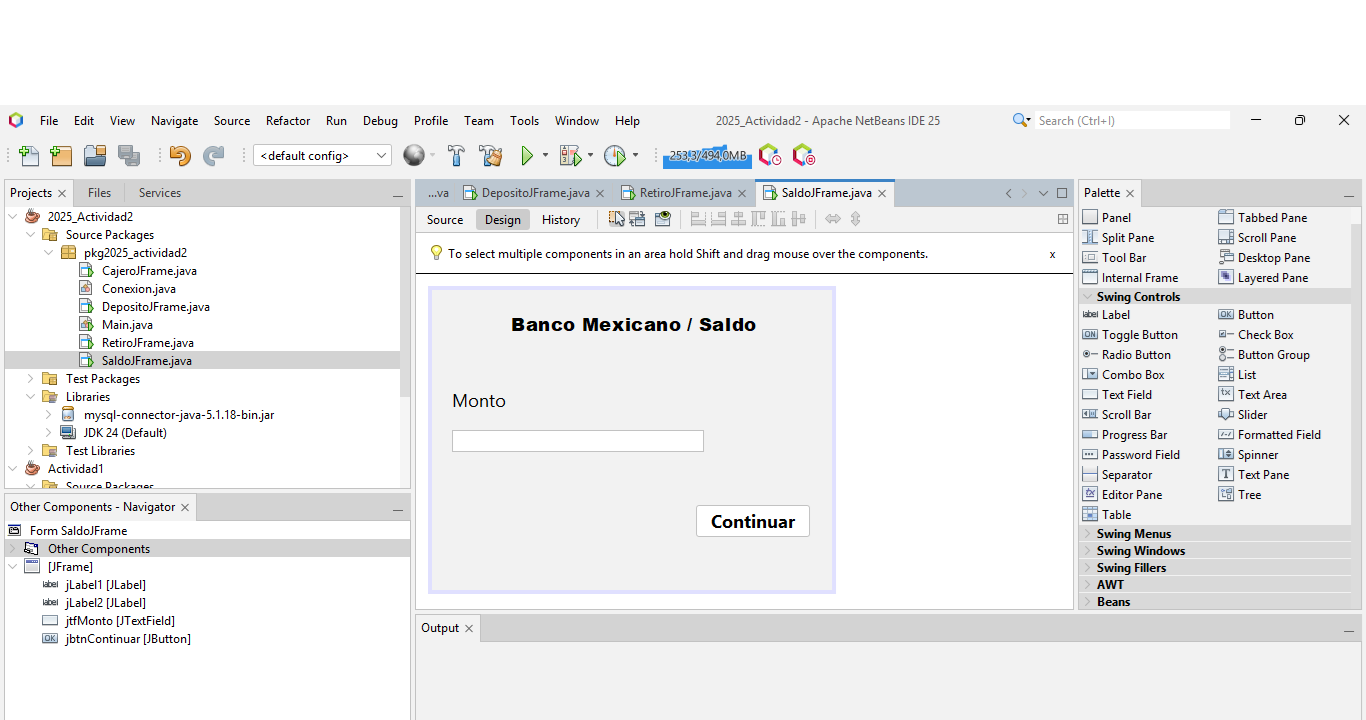 File Edit View Navigate Source Refactor Run Debug Profile Team Tools Window Help 2025_Actividad2 - Apache NetBeans IDE 25 Search (Ctrl+I)
<default config> 253,3/494,0MB
Projects Files Services
2025_Actividad2
Source Packages
pkg2025_actividad2
CajeroJFrame.java
Conexion.java
DepositoJFrame.java
Main.java
RetiroJFrame.java
SaldoJFrame.java
Test Packages
Libraries
mysql-connector-java-5.1.18-bin.jar
JDK 24 (Default)
Test Libraries
Actividad1
Source Packages
Other Components - Navigator
Form SaldoJFrame
Other Components
[JFrame]
label jLabel1 [JLabel]
label jLabel2 [JLabel]
jtfMonto [JTextField]
OK jbtnContinuar [JButton]
...va DepositoJFrame.java RetiroJFrame.java SaldoJFrame.java
Source Design History
To select multiple components in an area hold Shift and drag mouse over the components. x
Banco Mexicano / Saldo
Monto
Continuar
Output
Palette
Panel Tabbed Pane
Split Pane Scroll Pane
Tool Bar Desktop Pane
Internal Frame Layered Pane
Swing Controls
label Label OK Button
ON Toggle Button Check Box
Radio Button Button Group
Combo Box List
Text Field Text Area
Scroll Bar Slider
Progress Bar Formatted Field
Password Field Spinner
Separator T Text Pane
Editor Pane Tree
Table
Swing Menus
Swing Windows
Swing Fillers
AWT
Beans